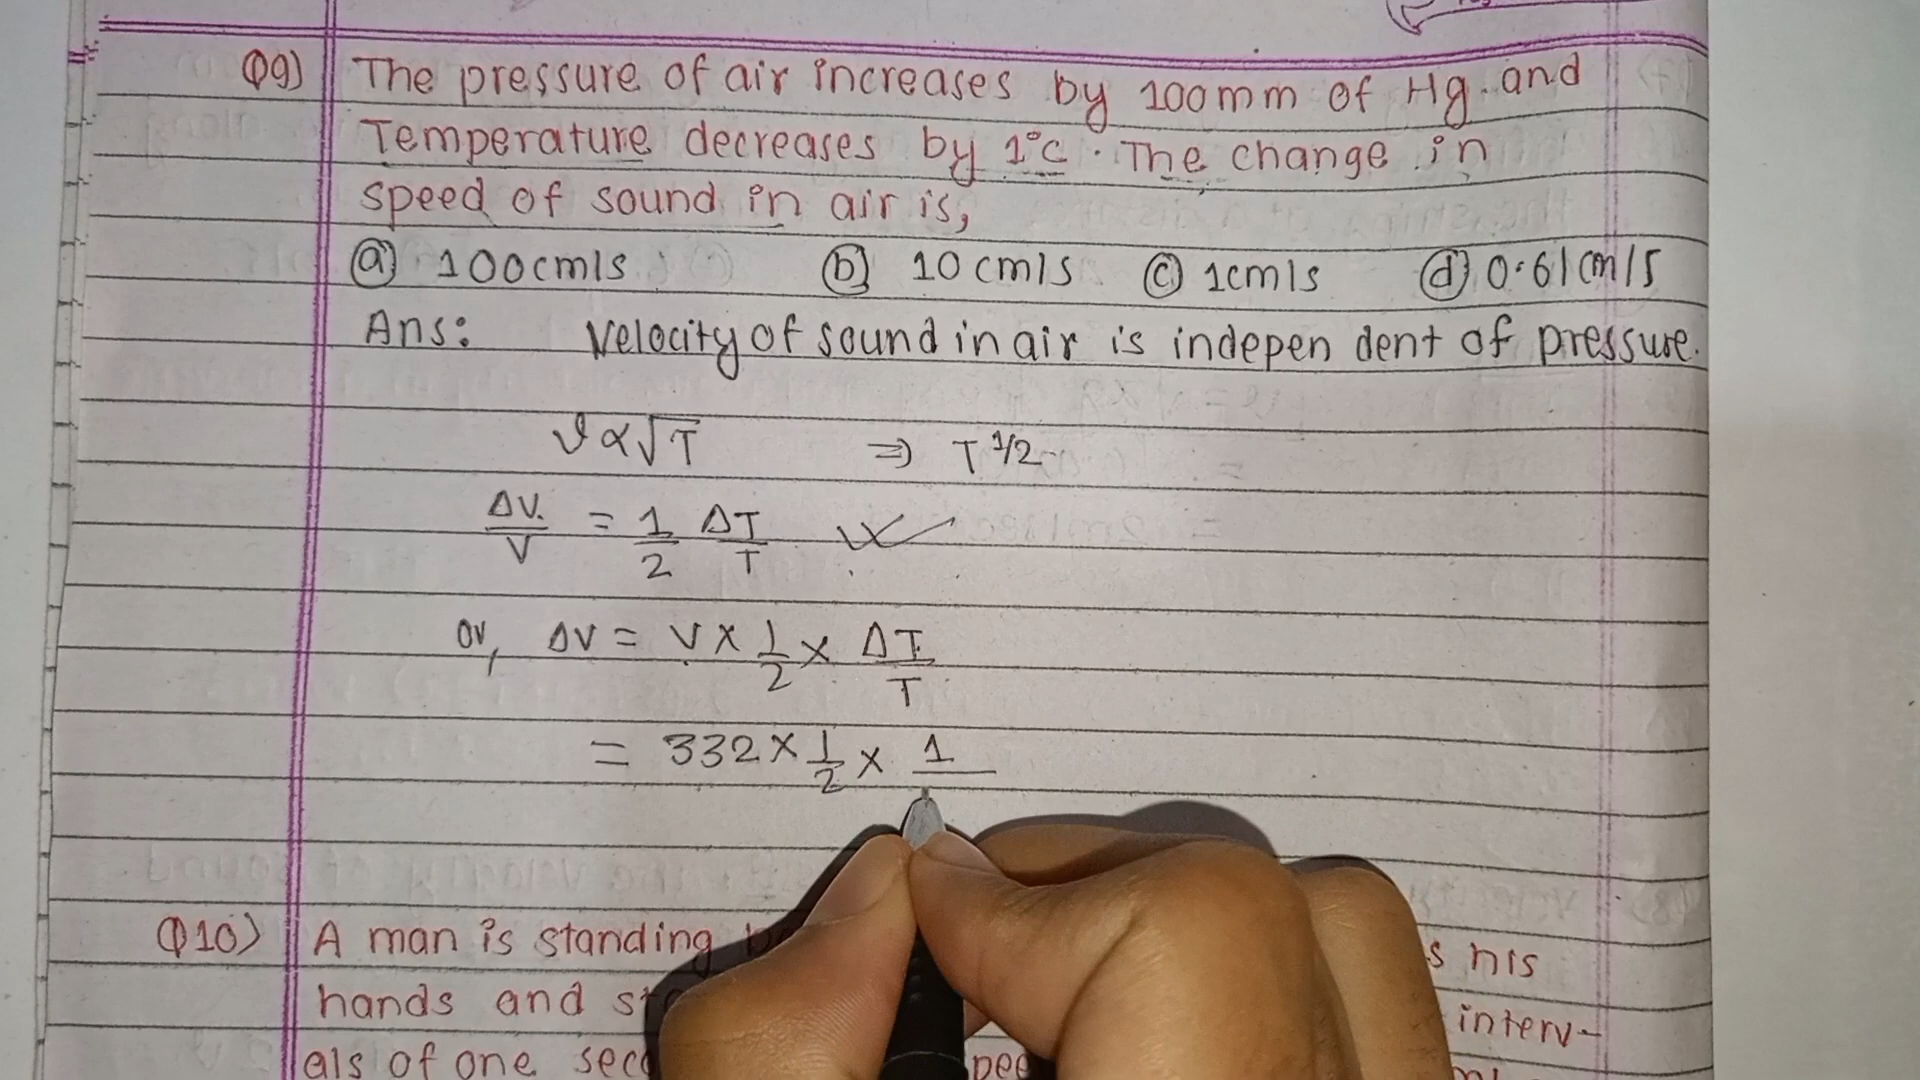 Q9) The pressure of air increases by 100mm of Hg and
Temperature decreases by 1°C. The change in
speed of sound in air is,
(a) 100cm/s (b) 10cm/s (c) 1cm/s (d) 0.61cm/s
Ans: Velocity of sound in air is indepen dent of pressure.
v ∝ √T ⇒ T^1/2
ΔV/V = 1/2 ΔT/T
or, ΔV = V × 1/2 × ΔT/T
= 332 × 1/2 × 1
Q10) A man is standing his
hands and interv-
als of one